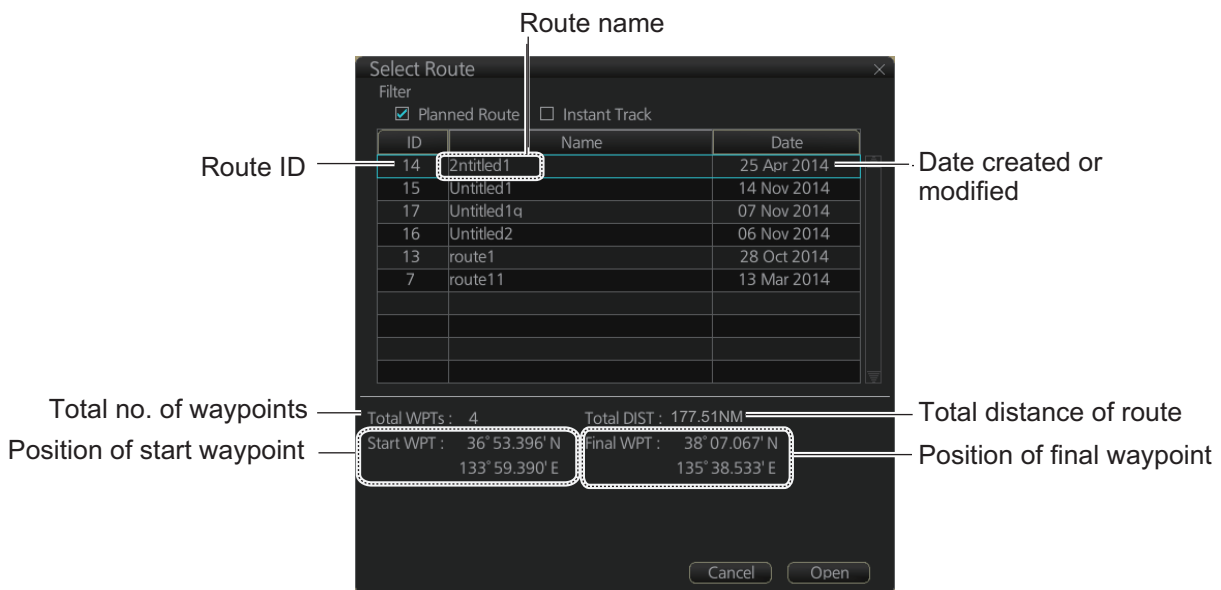 Route name
Select Route
Filter
Planned Route Instant Track
ID Name Date
Route ID 14 2ntitled1 25 Apr 2014 Date created or modified
15 Untitled1 14 Nov 2014
17 Untitled1q 07 Nov 2014
16 Untitled2 06 Nov 2014
13 route1 28 Oct 2014
7 route11 13 Mar 2014
Total no. of waypoints Total WPTs : 4 Total DIST : 177.51NM Total distance of route
Position of start waypoint Start WPT : 36° 53.396' N Final WPT : 38° 07.067' N Position of final waypoint
133° 59.390' E 135° 38.533' E
Cancel Open